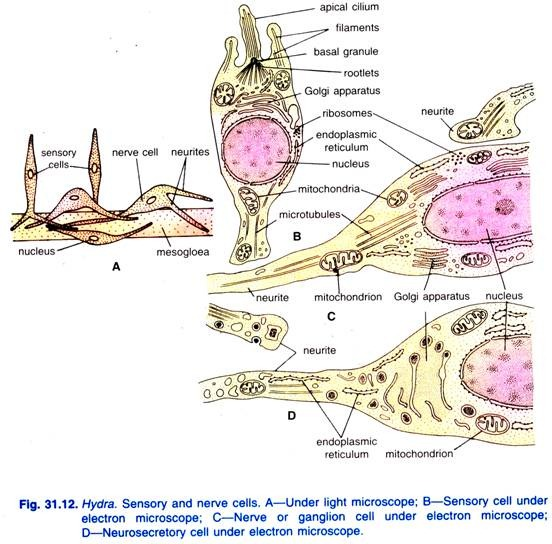 apical cilium
filaments
basal granule
rootlets
Golgi apparatus
ribosomes
neurite
endoplasmic
reticulum
sensory
cells
nerve cell
neurites
nucleus
mitochondria
microtubules
nucleus
mesogloea
A
B
neurite
mitochondrion
Golgi apparatus
nucleus
C
neurite
D
endoplasmic
reticulum
mitochondrion
Fig. 31.12. Hydra. Sensory and nerve cells. A—Under light microscope; B—Sensory cell under
electron microscope; C—Nerve or ganglion cell under electron microscope;
D—Neurosecretory cell under electron microscope.